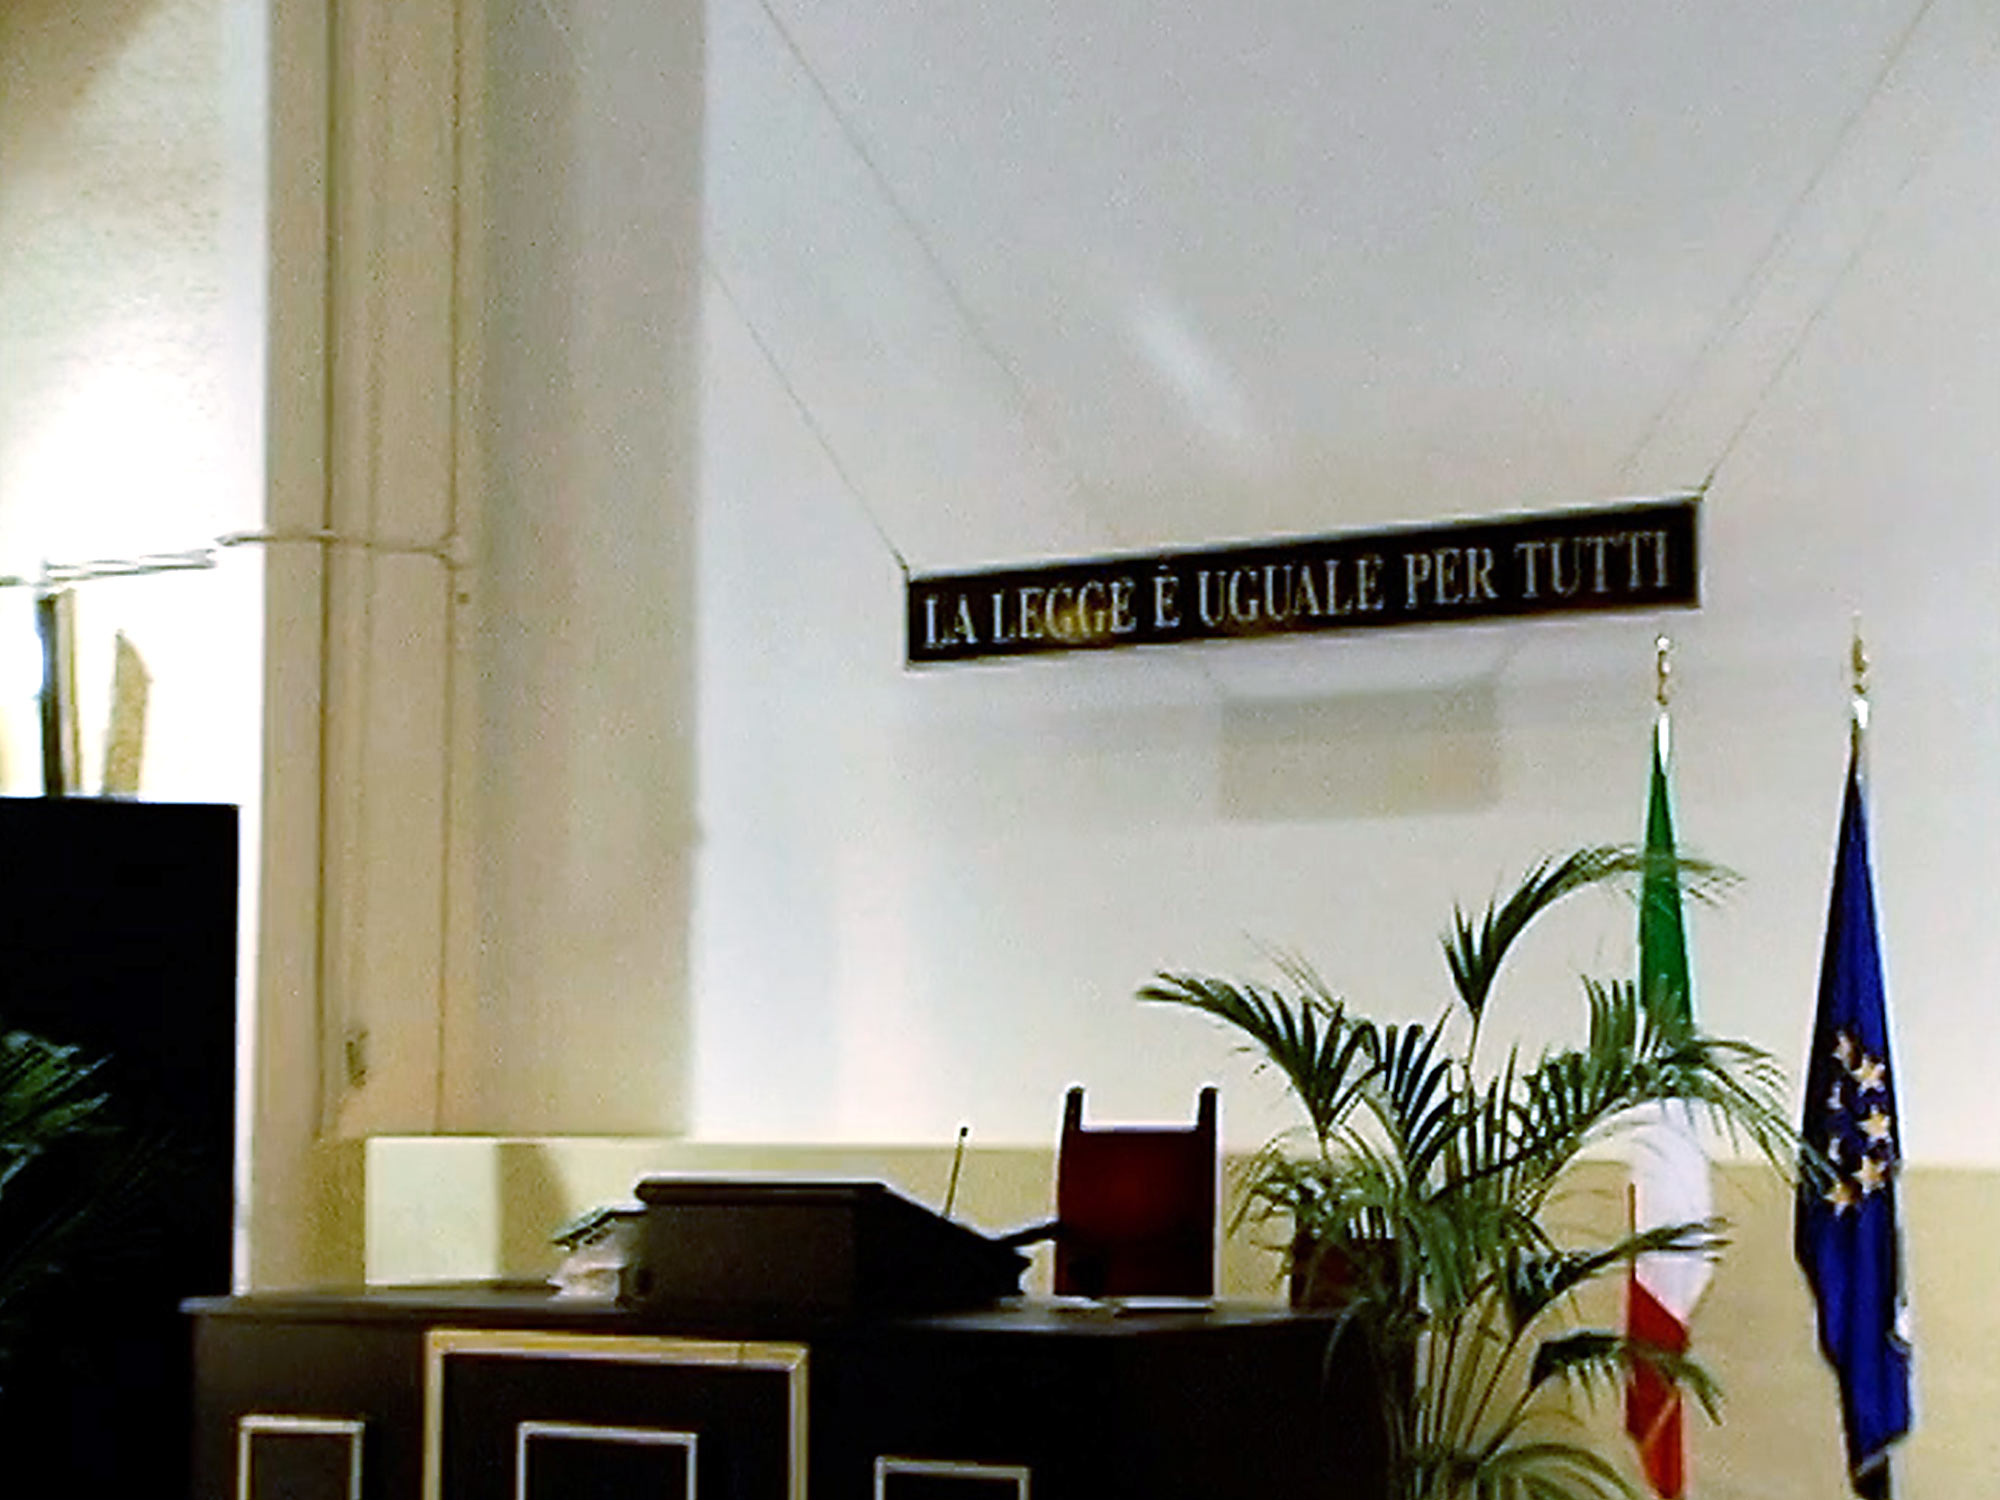 LA LEGGE È UGUALE PER TUTTI